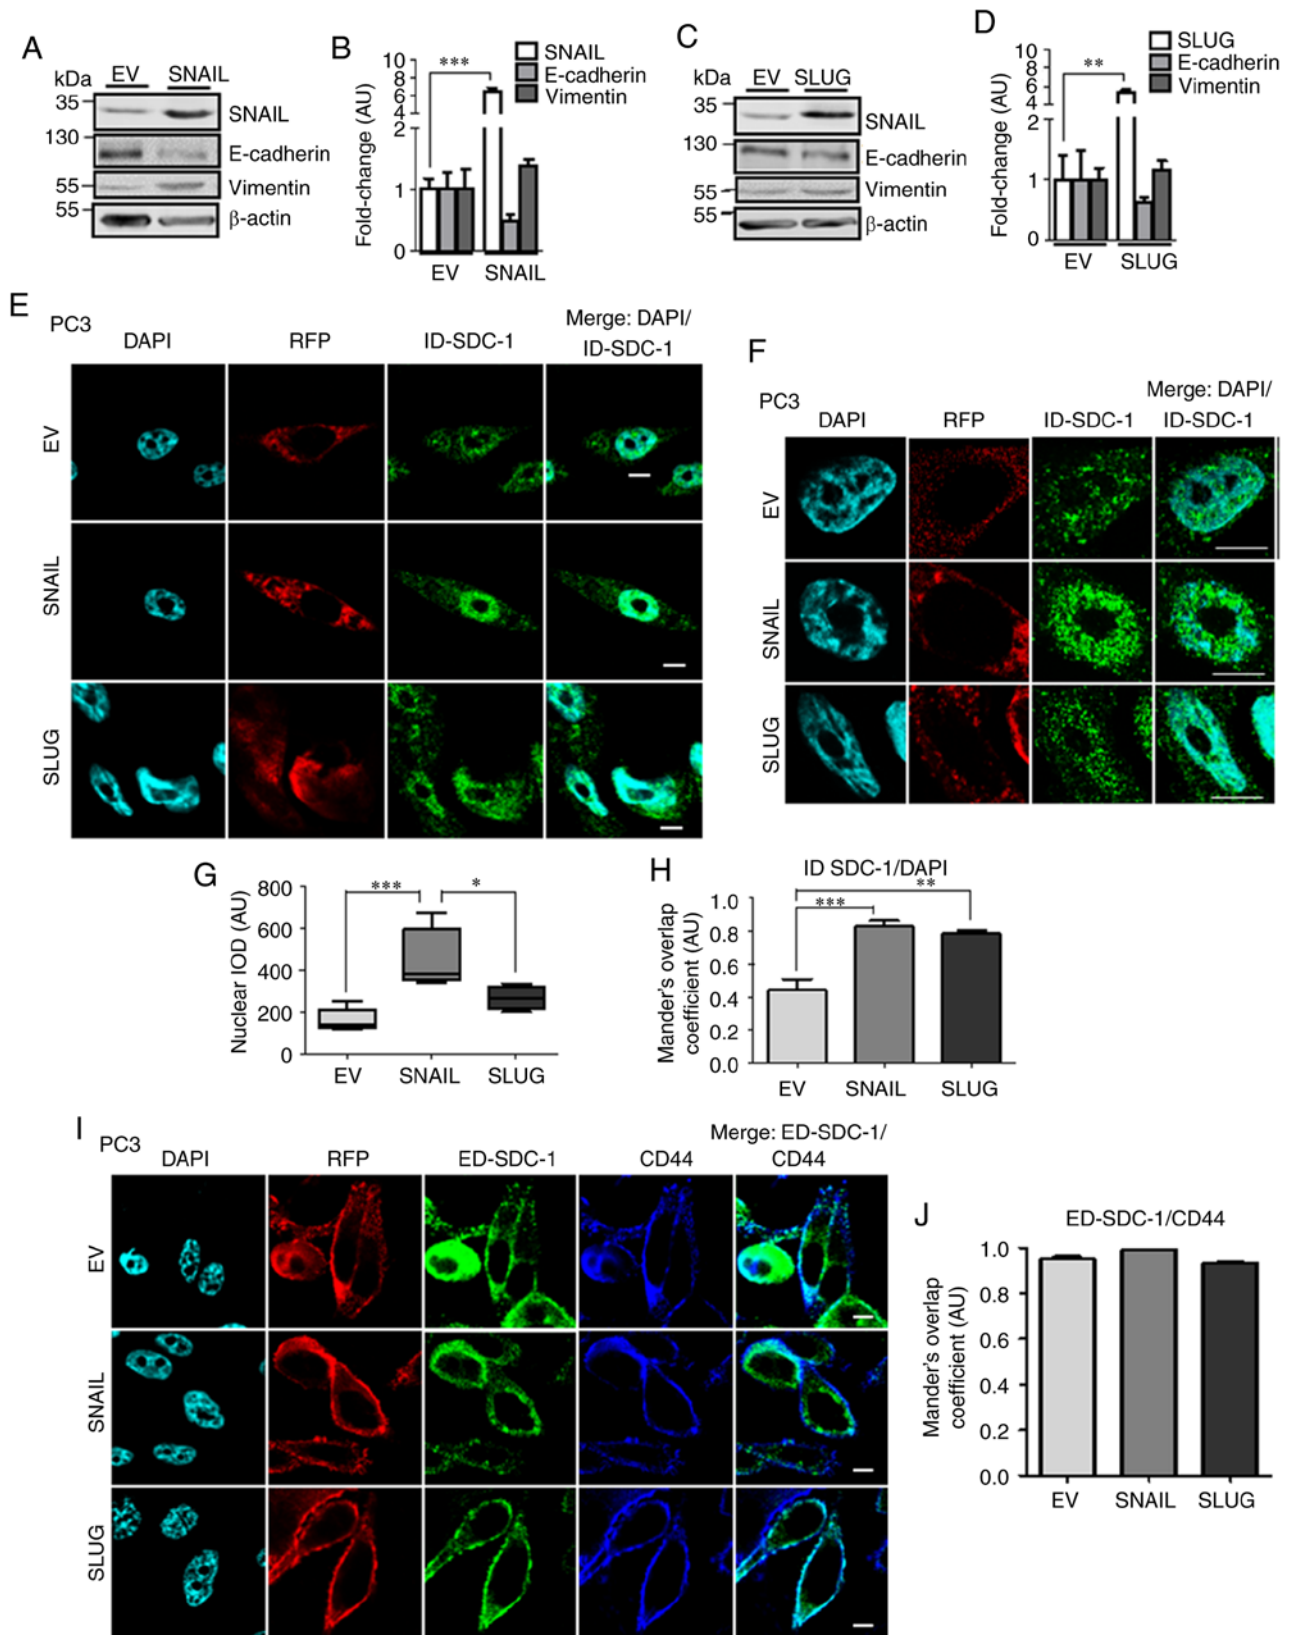 A
kDa
EV SNAIL
35
SNAIL
130
E-cadherin
55
Vimentin
55
β-actin
B
SNAIL
E-cadherin
Vimentin
Fold-change (AU)
10
8
6
4
2
1
0
***
EV SNAIL
C
kDa
EV SLUG
35
SNAIL
130
E-cadherin
55
Vimentin
55
β-actin
D
SLUG
E-cadherin
Vimentin
Fold-change (AU)
10
8
6
4
2
1
0
**
EV SLUG
E
PC3
DAPI RFP ID-SDC-1 Merge: DAPI/
ID-SDC-1
EV
SNAIL
SLUG
F
PC3
DAPI RFP ID-SDC-1 Merge: DAPI/
ID-SDC-1
EV
SNAIL
SLUG
G
Nuclear IOD (AU)
800
600
400
200
0
*** *
EV SNAIL SLUG
H
ID SDC-1/DAPI
Mander's overlap
coefficient (AU)
1.0
0.8
0.6
0.4
0.2
0.0
**
***
EV SNAIL SLUG
I
PC3
DAPI RFP ED-SDC-1 CD44 Merge: ED-SDC-1/
CD44
EV
SNAIL
SLUG
J
ED-SDC-1/CD44
Mander's overlap
coefficient (AU)
1.0
0.8
0.6
0.4
0.2
0.0
EV SNAIL SLUG